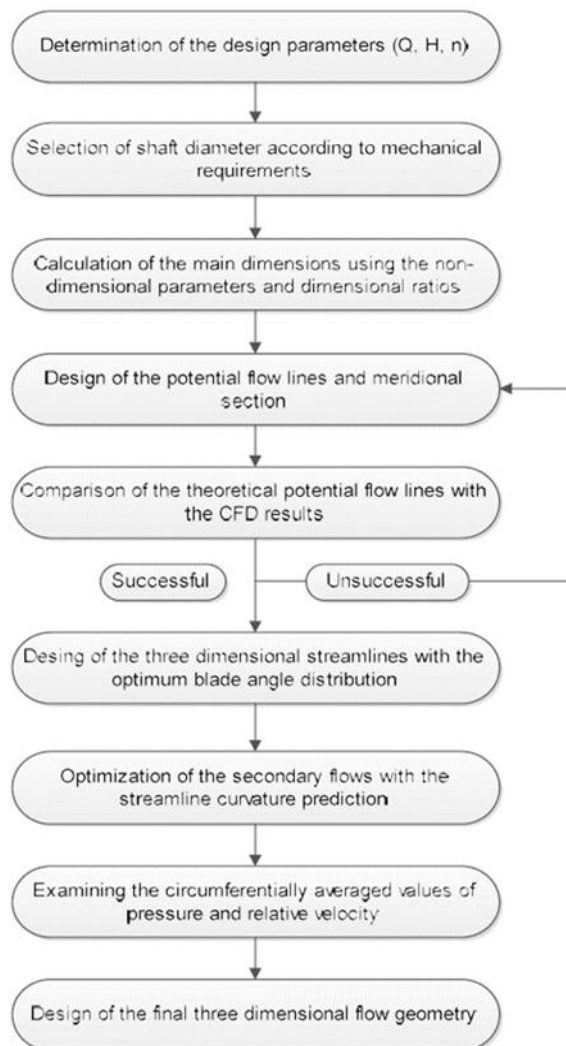 Determination of the design parameters (Q, H, n)
Selection of shaft diameter according to mechanical
requirements
Calculation of the main dimensions using the non-
dimensional parameters and dimensional ratios
Design of the potential flow lines and meridional
section
Comparison of the theoretical potential flow lines with
the CFD results
Successful
Unsuccessful
Desing of the three dimensional streamlines with the
optimum blade angle distribution
Optimization of the secondary flows with the
streamline curvature prediction
Examining the circumferentially averaged values of
pressure and relative velocity
Design of the final three dimensional flow geometry